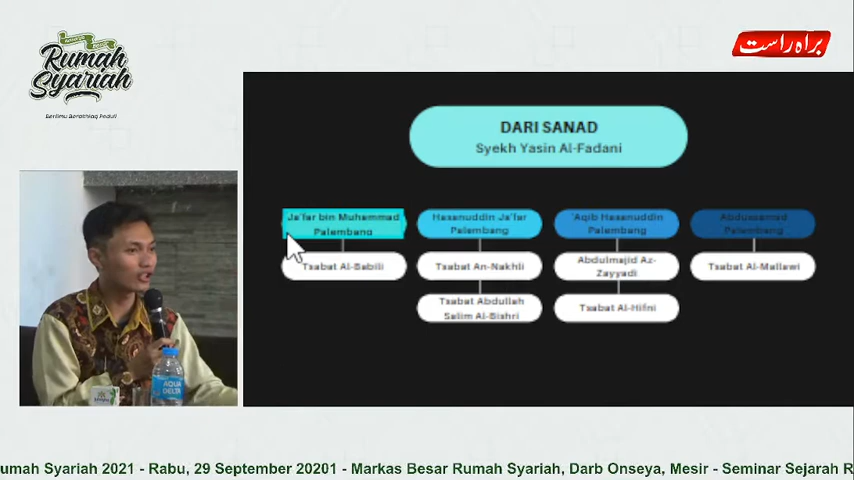 Rumah
Syariah
Berilmu Berakhlaq Peduli
براہ راست
DARI SANAD
Syekh Yasin Al-Fadani
Ja'far bin Muhammad
Palembang
Hasanuddin Ja'far
Palembang
'Aqib Hasanuddin
Palembang
Abdussamad
Palembang
Tsabat Al-Babili
Tsabat An-Nakhli
Abdulmajid Az-
Zayyadi
Tsabat Al-Mallawi
Tsabat Abdullah
Salim Al-Bishri
Tsabat Al-Hifni
AQUA
DELTA
umah Syariah 2021 - Rabu, 29 September 20201 - Markas Besar Rumah Syariah, Darb Onseya, Mesir - Seminar Sejarah R